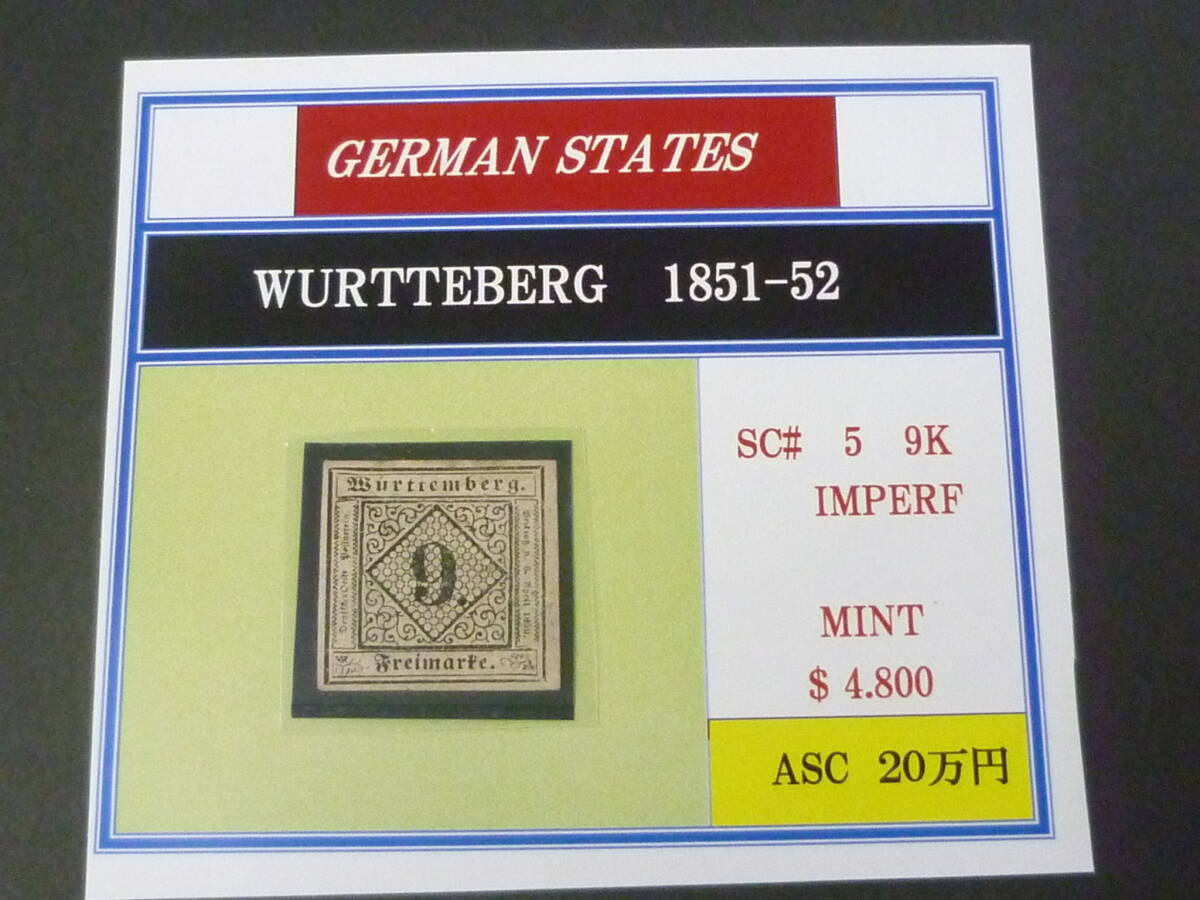 GERMAN STATES
WURTTEBERG 1851-52
Württemberg.
9.
Freimarke.
SC# 5 9K
IMPERF
MINT
$ 4.800
ASC 20万円